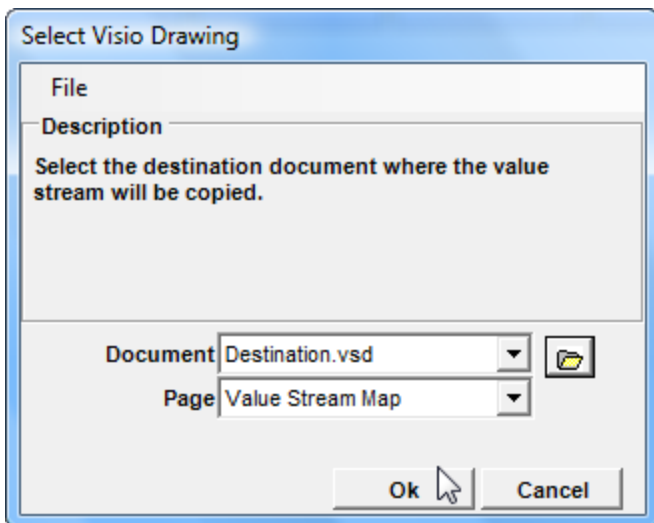 Select Visio Drawing
File
Description
Select the destination document where the value
stream will be copied.
Document Destination.vsd
Page Value Stream Map
Ok Cancel